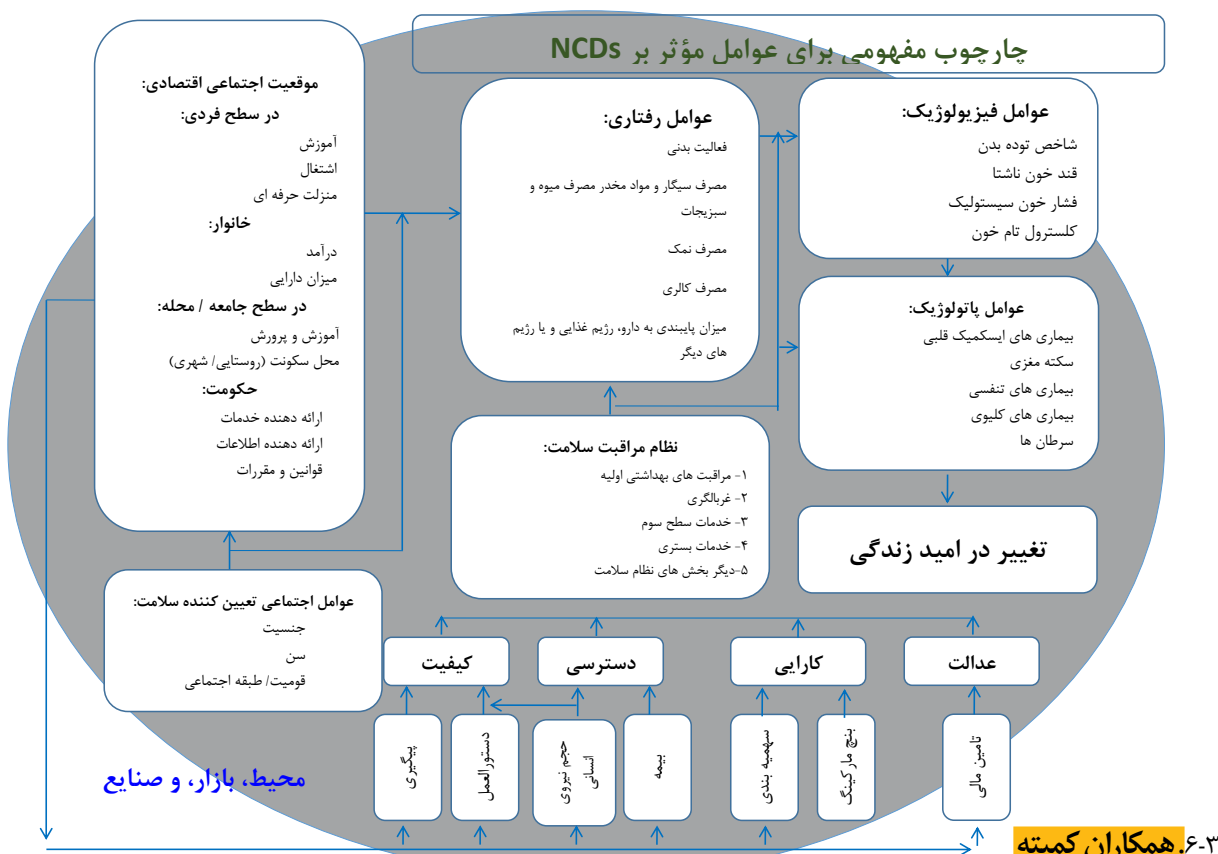 چارچوب مفهومی برای عوامل مؤثر بر NCDs
موقعیت اجتماعی اقتصادی:
در سطح فردی:
آموزش
اشتغال
منزلت حرفه ای
خانوار:
درآمد
میزان دارایی
در سطح جامعه / محله:
آموزش و پرورش
محل سکونت (روستایی/ شهری)
حکومت:
ارائه دهنده خدمات
ارائه دهنده اطلاعات
قوانین و مقررات
عوامل رفتاری:
فعالیت بدنی
مصرف سیگار و مواد مخدر مصرف میوه و
سبزیجات
مصرف نمک
مصرف کالری
میزان پایبندی به دارو، رژیم غذایی و یا رژیم
های دیگر
عوامل فیزیولوژیک:
شاخص توده بدن
قند خون ناشتا
فشار خون سیستولیک
کلسترول تام خون
عوامل پاتولوژیک:
بیماری های ایسکمیک قلبی
سکته مغزی
بیماری های تنفسی
بیماری های کلیوی
سرطان ها
نظام مراقبت سلامت:
۱- مراقبت های بهداشتی اولیه
۲- غربالگری
۳- خدمات سطح سوم
۴- خدمات بستری
۵-دیگر بخش های نظام سلامت
تغییر در امید زندگی
عوامل اجتماعی تعیین کننده سلامت:
جنسیت
سن
قومیت/ طبقه اجتماعی
عدالت
کارایی
دسترسی
کیفیت
تامین مالی
بنچ مارکینگ
سهمیه بندی
بیمه
حجم نیروی
انسانی
دستورالعمل
پیگیری
محیط، بازار، و صنایع
۶-۳. همکاران کمیته